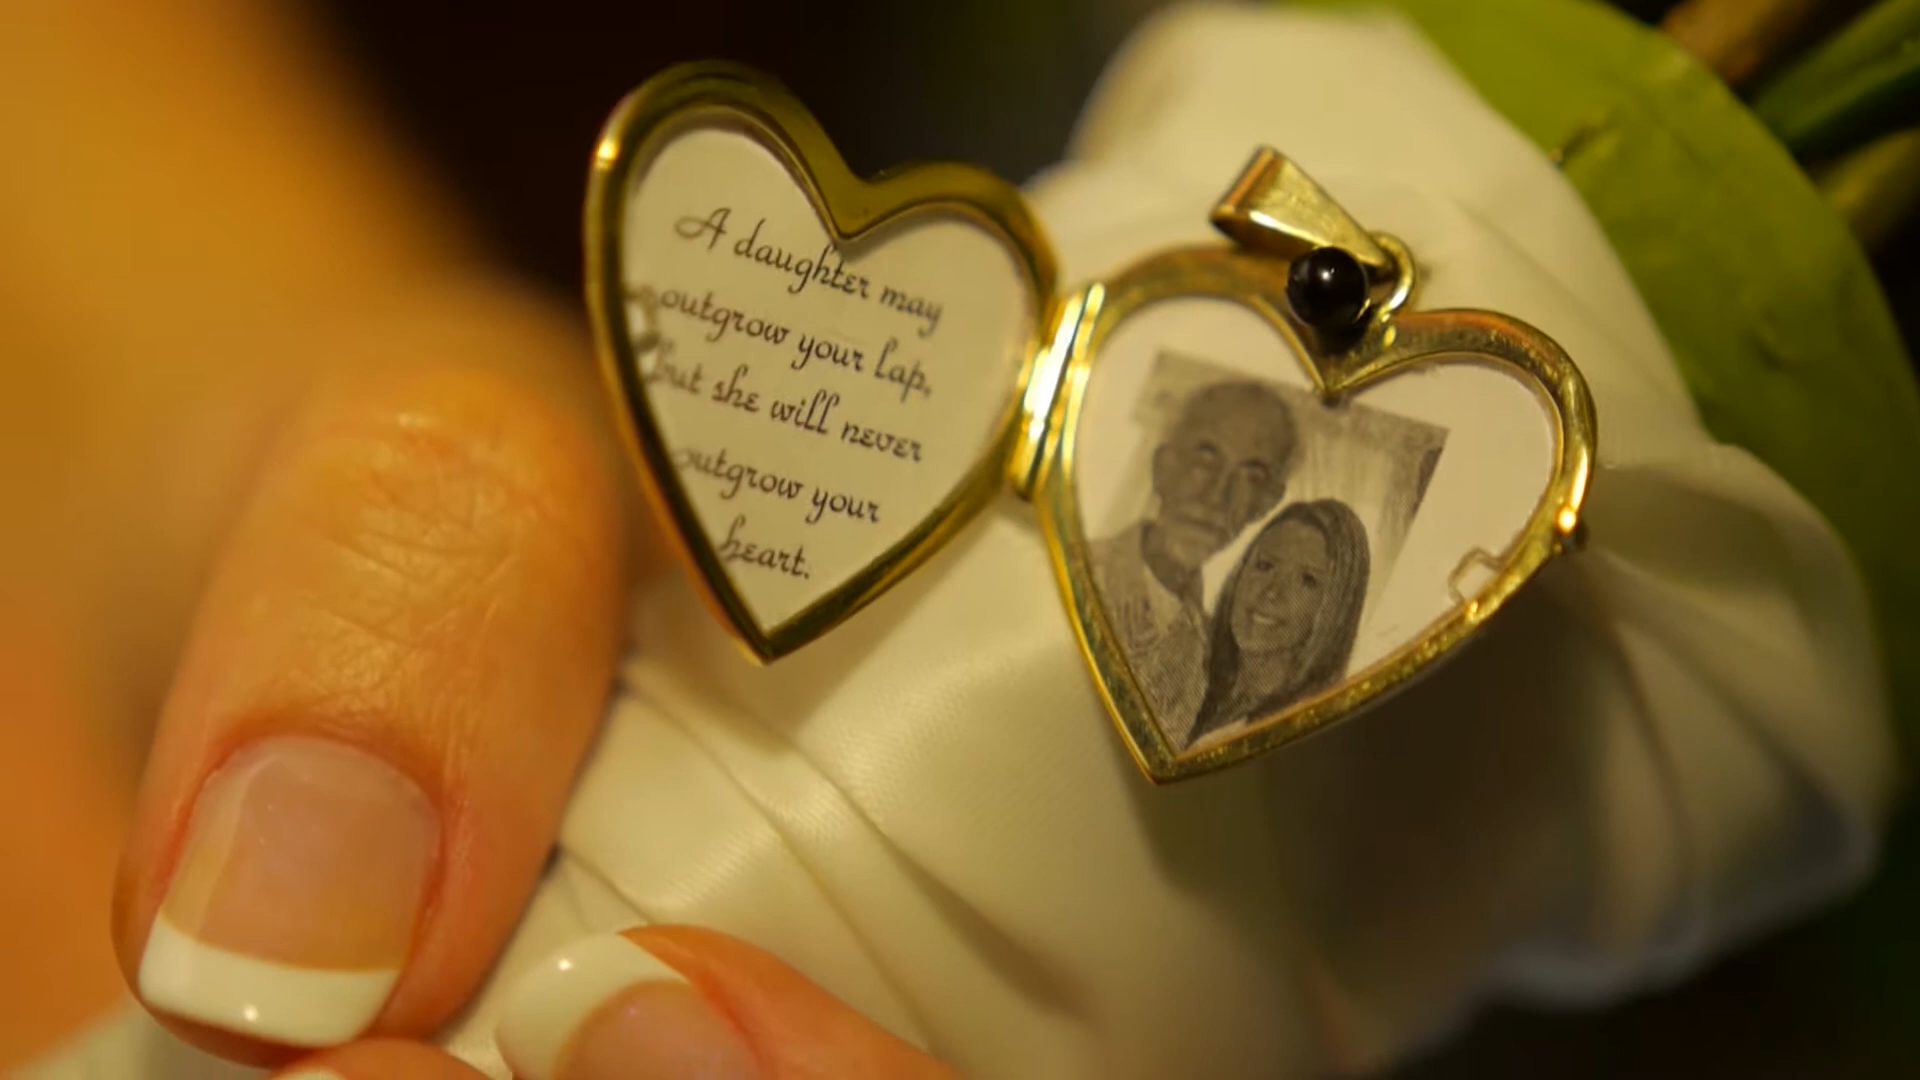 A daughter may
outgrow your lap,
but she will never
outgrow your
heart.